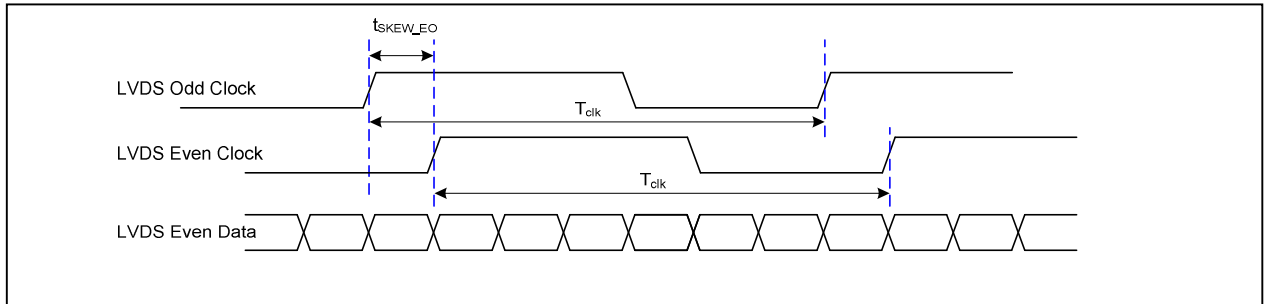 tSKEW_EO
LVDS Odd Clock
Tclk
LVDS Even Clock
Tclk
LVDS Even Data